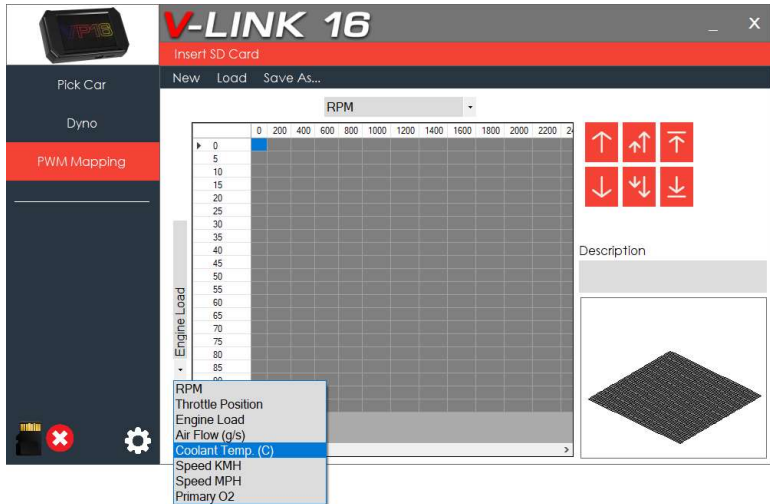 VP16
V-LINK 16
_ X
Insert SD Card
New Load Save As...
Pick Car
Dyno
PWM Mapping
RPM
0 200 400 600 800 1000 1200 1400 1600 1800 2000 2200
0
5
10
15
20
25
30
35
40
45
50
55
60
65
70
75
80
85
Engine Load
Description
RPM
Throttle Position
Engine Load
Air Flow (g/s)
Coolant Temp. (C)
Speed KMH
Speed MPH
Primary O2